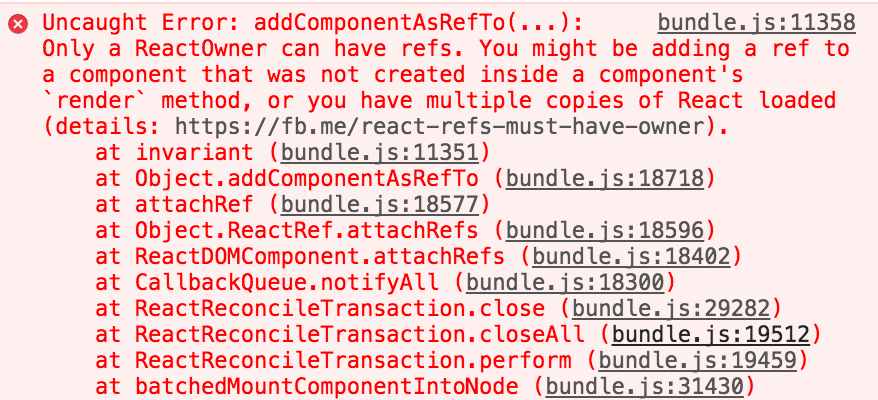 Uncaught Error: addComponentAsRefTo(...): bundle.js:11358
Only a ReactOwner can have refs. You might be adding a ref to
a component that was not created inside a component's
`render` method, or you have multiple copies of React loaded
(details: https://fb.me/react-refs-must-have-owner).
at invariant (bundle.js:11351)
at Object.addComponentAsRefTo (bundle.js:18718)
at attachRef (bundle.js:18577)
at Object.ReactRef.attachRefs (bundle.js:18596)
at ReactDOMComponent.attachRefs (bundle.js:18402)
at CallbackQueue.notifyAll (bundle.js:18300)
at ReactReconcileTransaction.close (bundle.js:29282)
at ReactReconcileTransaction.closeAll (bundle.js:19512)
at ReactReconcileTransaction.perform (bundle.js:19459)
at batchedMountComponentIntoNode (bundle.js:31430)